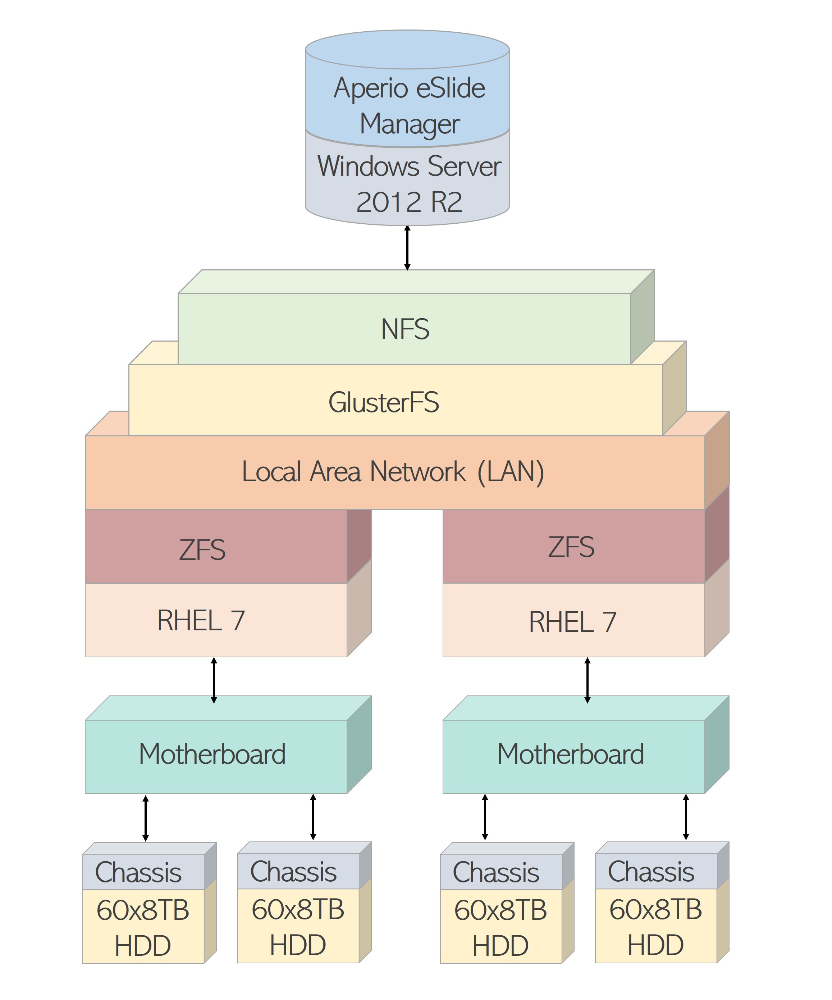 Aperio eSlide
Manager
Windows Server
2012 R2
NFS
GlusterFS
Local Area Network (LAN)
ZFS
ZFS
RHEL 7
RHEL 7
Motherboard
Motherboard
Chassis
60x8TB
HDD
Chassis
60x8TB
HDD
Chassis
60x8TB
HDD
Chassis
60x8TB
HDD